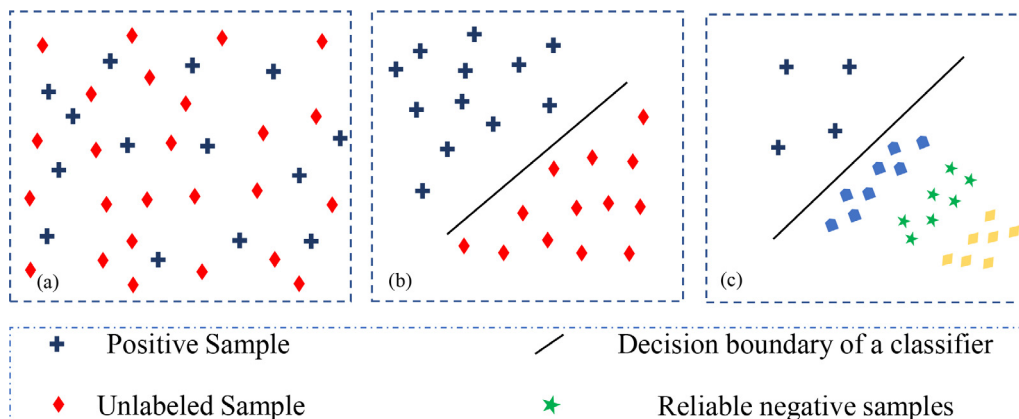 (a)
(b)
(c)
Positive Sample
Decision boundary of a classifier
Unlabeled Sample
Reliable negative samples